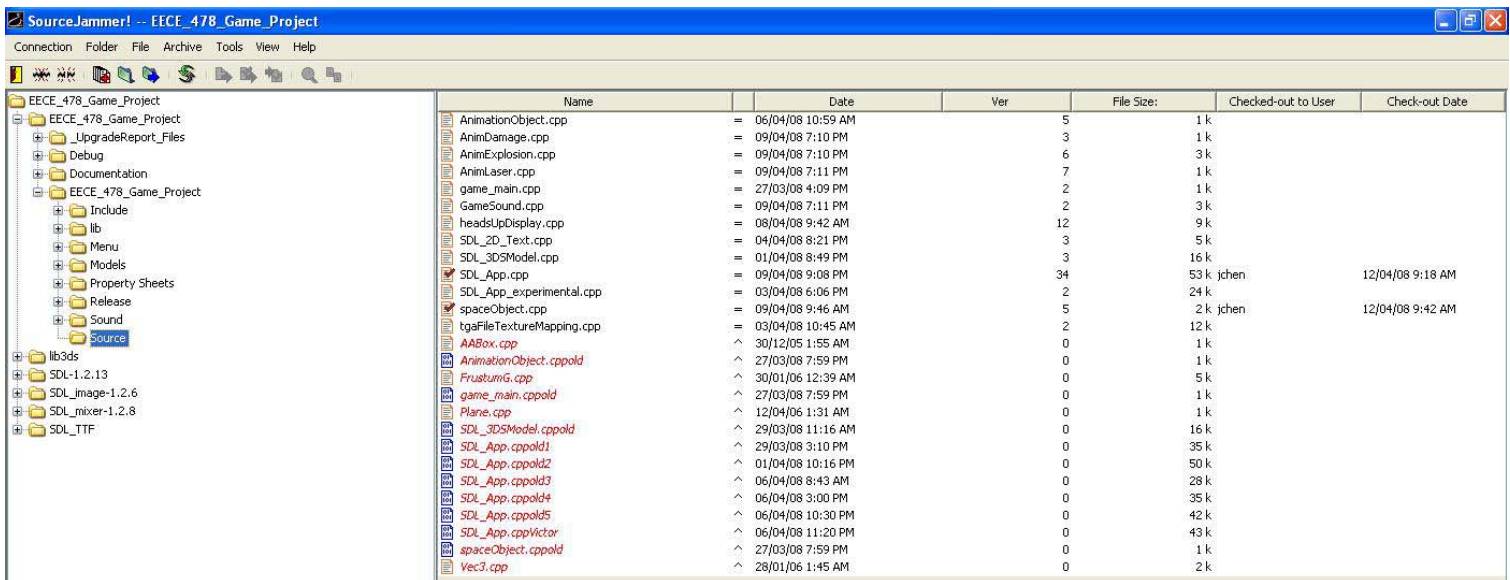 SourceJammer! -- EECE_478_Game_Project
Connection Folder File Archive Tools View Help
EECE_478_Game_Project
EECE_478_Game_Project
_UpgradeReport_Files
Debug
Documentation
EECE_478_Game_Project
Include
lib
Menu
Models
Property Sheets
Release
Sound
Source
lib3ds
SDL-1.2.13
SDL_image-1.2.6
SDL_mixer-1.2.8
SDL_TTF
Name Date Ver File Size: Checked-out to User Check-out Date
AnimationObject.cpp = 06/04/08 10:59 AM 5 1 k
AnimDamage.cpp = 09/04/08 7:10 PM 3 1 k
AnimExplosion.cpp = 09/04/08 7:10 PM 6 3 k
AnimLaser.cpp = 09/04/08 7:11 PM 7 1 k
game_main.cpp = 27/03/08 4:09 PM 2 1 k
GameSound.cpp = 09/04/08 7:11 PM 2 3 k
headsUpDisplay.cpp = 08/04/08 9:42 AM 12 9 k
SDL_2D_Text.cpp = 04/04/08 8:21 PM 3 5 k
SDL_3DSModel.cpp = 01/04/08 8:49 PM 3 16 k
SDL_App.cpp = 09/04/08 9:08 PM 34 53 k jchen 12/04/08 9:18 AM
SDL_App_experimental.cpp = 03/04/08 6:06 PM 2 24 k
spaceObject.cpp = 09/04/08 9:46 AM 5 2 k jchen 12/04/08 9:42 AM
tgaFileTextureMapping.cpp = 03/04/08 10:45 AM 2 12 k
AABox.cpp ^ 30/12/05 1:55 AM 0 1 k
AnimationObject.cppold ^ 27/03/08 7:59 PM 0 1 k
FrustumG.cpp ^ 30/01/06 12:39 AM 0 5 k
game_main.cppold ^ 27/03/08 7:59 PM 0 1 k
Plane.cpp ^ 12/04/06 1:31 AM 0 1 k
SDL_3DSModel.cppold ^ 29/03/08 11:16 AM 0 16 k
SDL_App.cppold1 ^ 29/03/08 3:10 PM 0 35 k
SDL_App.cppold2 ^ 01/04/08 10:16 PM 0 50 k
SDL_App.cppold3 ^ 06/04/08 8:43 AM 0 28 k
SDL_App.cppold4 ^ 06/04/08 3:00 PM 0 35 k
SDL_App.cppold5 ^ 06/04/08 10:30 PM 0 42 k
SDL_App.cppVictor ^ 06/04/08 11:20 PM 0 43 k
spaceObject.cppold ^ 27/03/08 7:59 PM 0 1 k
Vec3.cpp ^ 28/01/06 1:45 AM 0 2 k